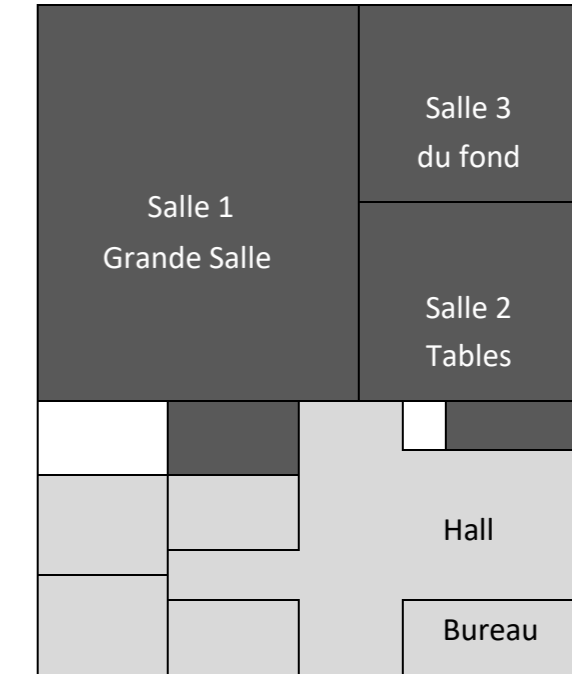 Salle 3
du fond
Salle 1
Grande Salle
Salle 2
Tables
Hall
Bureau